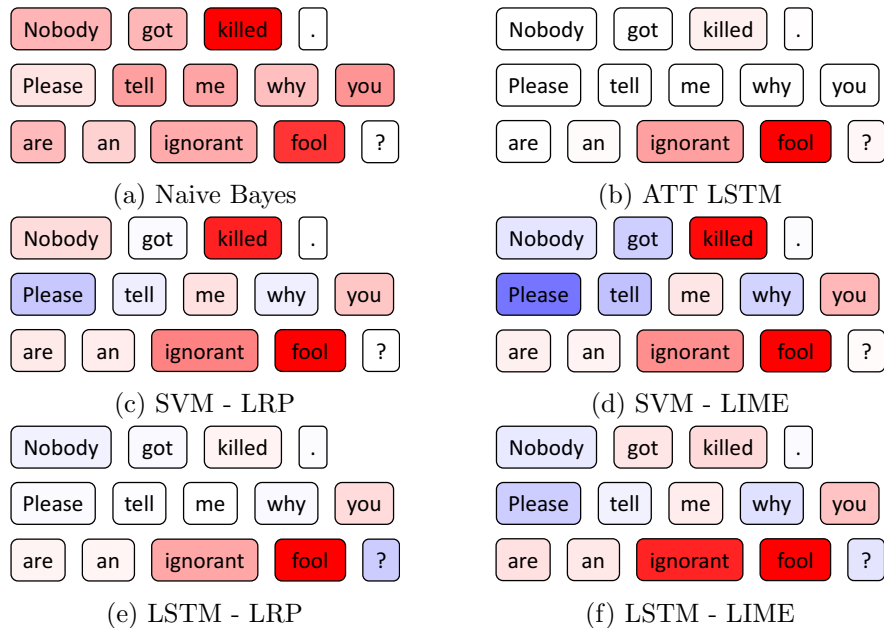 Nobody got killed .
Please tell me why you
are an ignorant fool ?
(a) Naive Bayes
Nobody got killed .
Please tell me why you
are an ignorant fool ?
(b) ATT LSTM
Nobody got killed .
Please tell me why you
are an ignorant fool ?
(c) SVM - LRP
Nobody got killed .
Please tell me why you
are an ignorant fool ?
(d) SVM - LIME
Nobody got killed .
Please tell me why you
are an ignorant fool ?
(e) LSTM - LRP
Nobody got killed .
Please tell me why you
are an ignorant fool ?
(f) LSTM - LIME